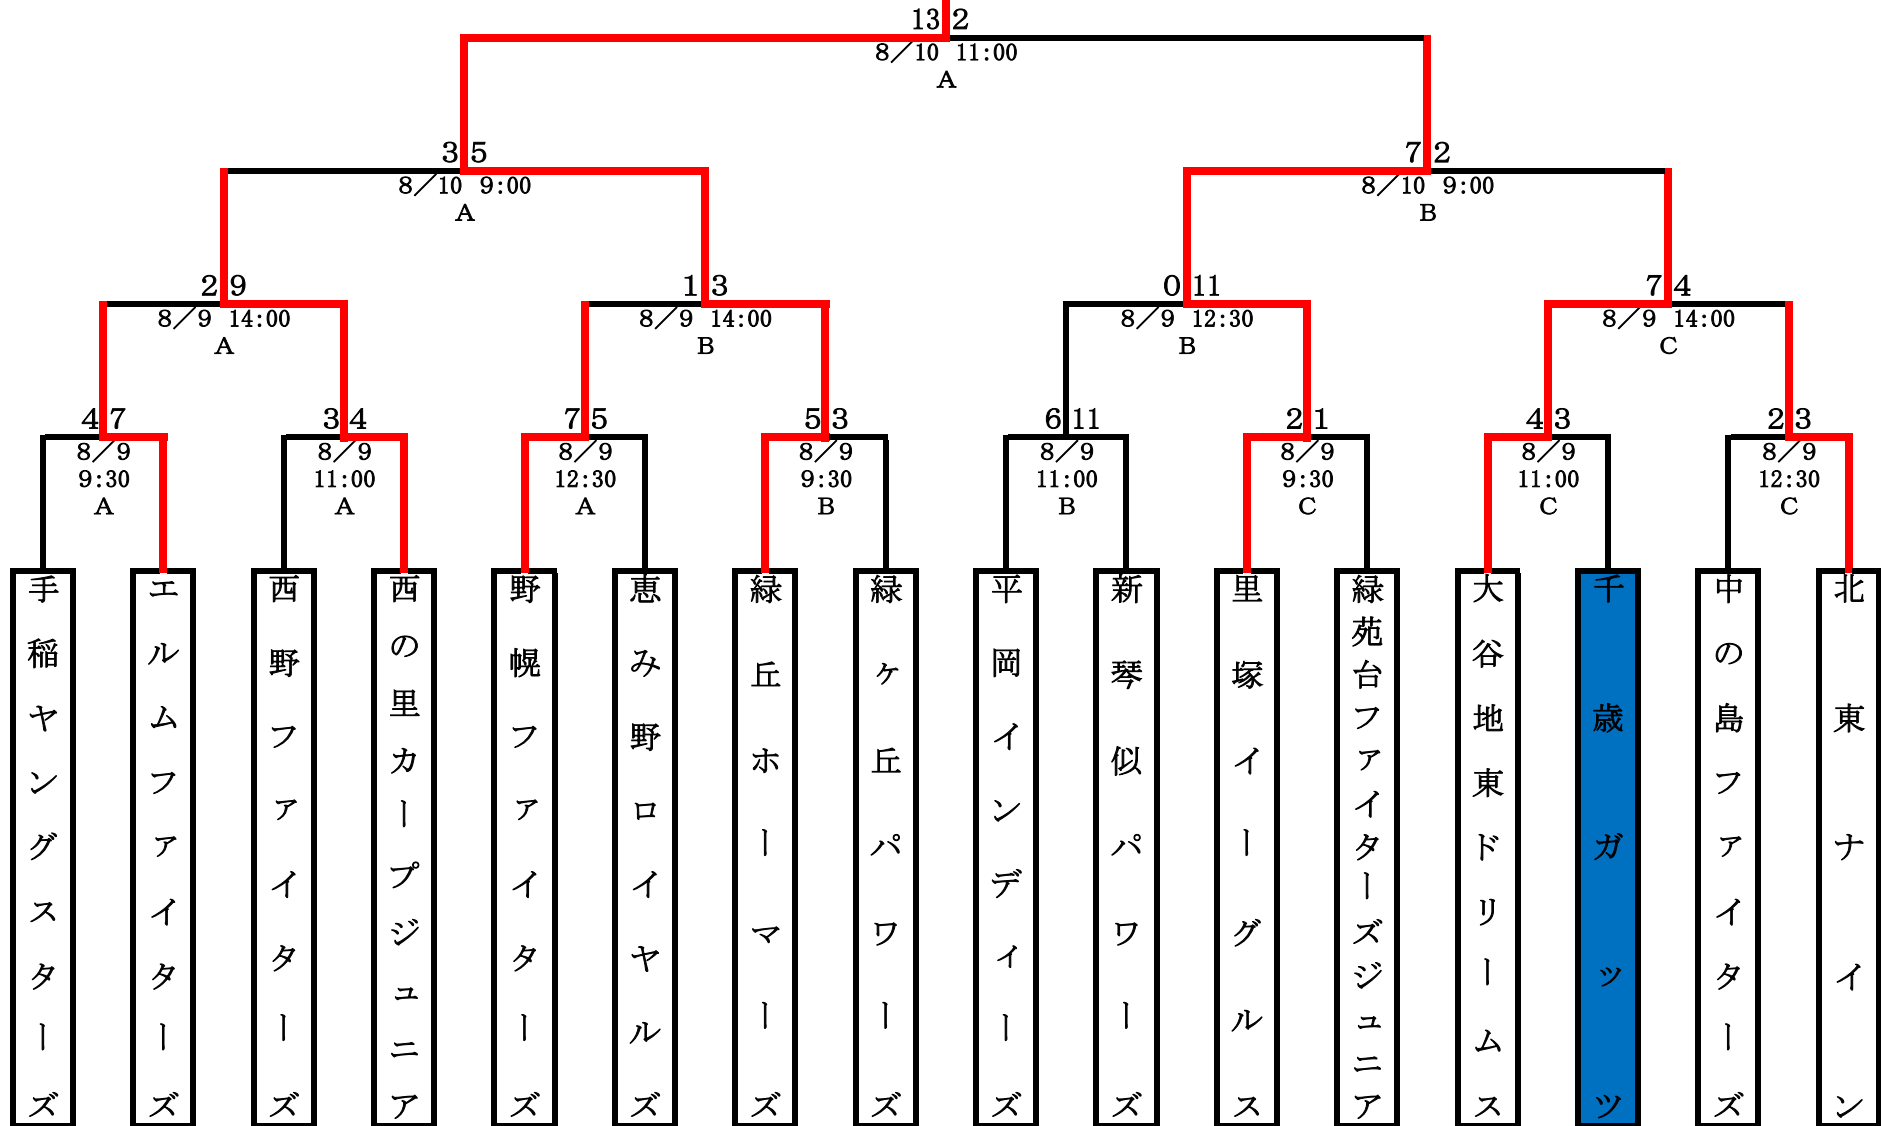 13 2
8／10 11:00
A
3 5
7 2
8／10 9:00
8／10 9:00
A
B
2 9
1 3
0 11
7 4
8／9 14:00
8／9 14:00
8／9 12:30
8／9 14:00
A
B
B
C
4 7
3 4
7 5
5 3
6 11
2 1
4 3
2 3
8／9
8／9
8／9
8／9
8／9
8／9
8／9
8／9
9:30
11:00
12:30
9:30
11:00
9:30
11:00
12:30
A
A
A
B
B
C
C
C
手稲ヤングスターズ
エルムファイターズ
西野ファイターズ
西の里カープジュニア
野幌ファイターズ
恵み野ロイヤルズ
緑丘ホーマーズ
緑ヶ丘パワーズ
平岡インディーズ
新琴似パワーズ
里塚イーグルス
緑苑台ファイターズジュニア
大谷地東ドリームス
千歳ガッツ
中の島ファイターズ
北東ナイン